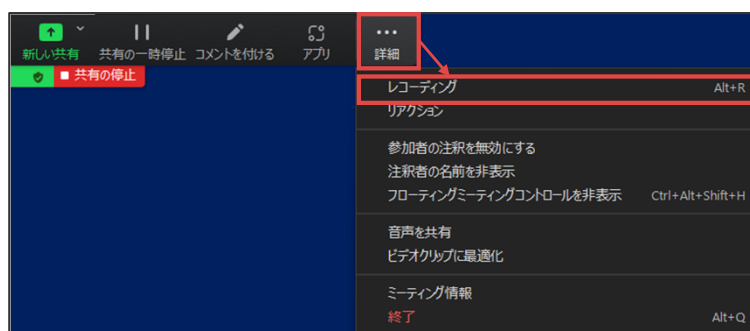 新しい共有 共有の一時停止 コメントを付ける アプリ 詳細
共有の停止
レコーディング Alt+R
リアクション
参加者の注釈を無効にする
注釈者の名前を非表示
フローティングミーティングコントロールを非表示 Ctrl+Alt+Shift+H
音声を共有
ビデオクリップに最適化
ミーティング情報
終了 Alt+Q